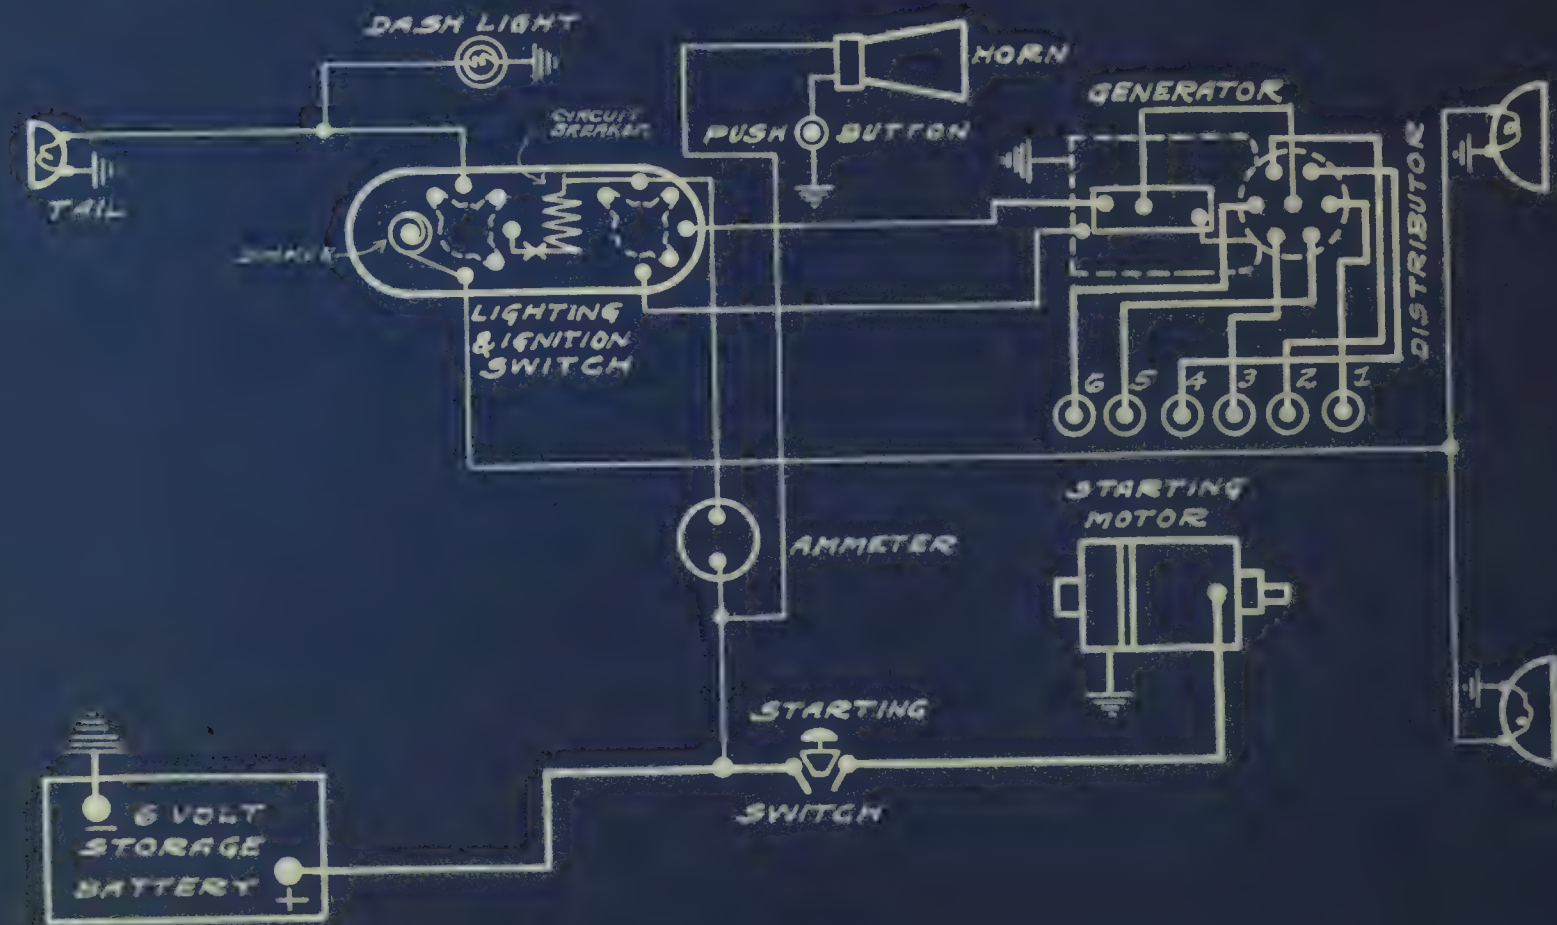 DASH LIGHT
HORN
GENERATOR
CIRCUIT
BREAKER
PUSH BUTTON
TAIL
DISTRIBUTOR
DIMMER
LIGHTING
& IGNITION
SWITCH
6 5 4 3 2 1
STARTING
MOTOR
AMMETER
STARTING
SWITCH
- 6 VOLT
STORAGE
BATTERY
+